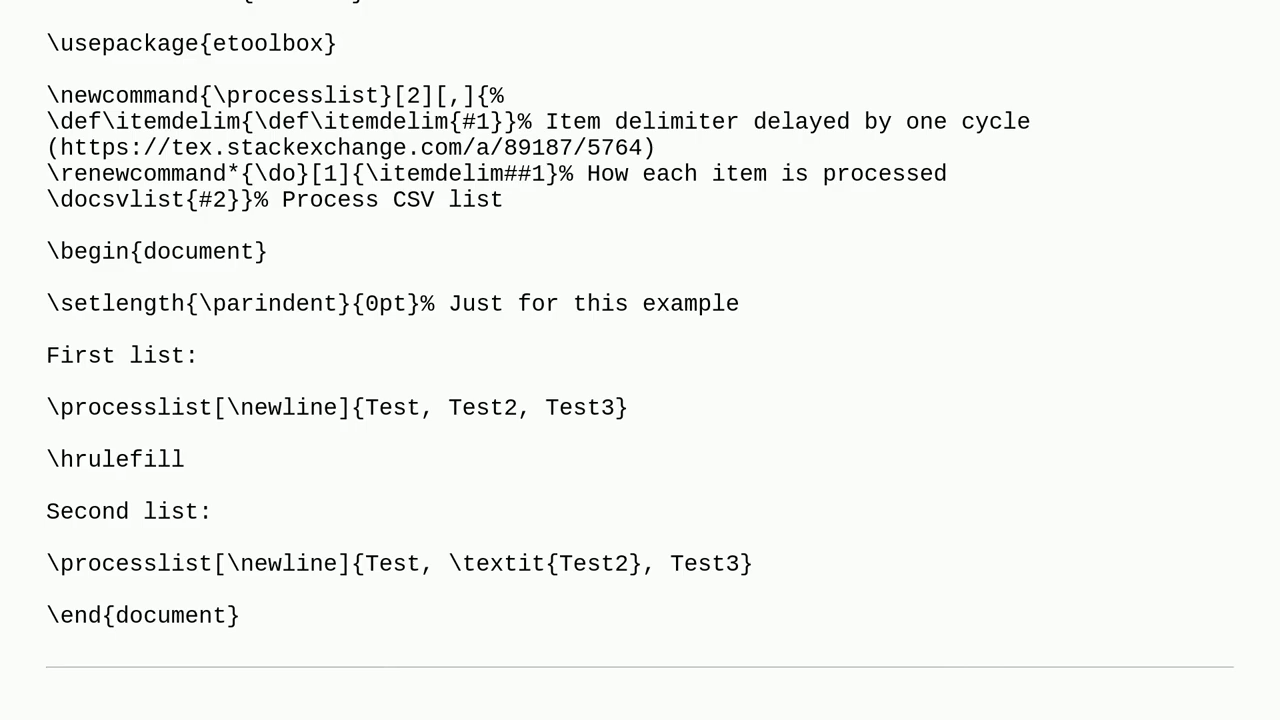 \usepackage{etoolbox}
\newcommand{\processlist}[2][,]{%
\def\itemdelim{\def\itemdelim{#1}}% Item delimiter delayed by one cycle
(https://tex.stackexchange.com/a/89187/5764)
\renewcommand*{\do}[1]{\itemdelim##1}% How each item is processed
\docsvlist{#2}}% Process CSV list
\begin{document}
\setlength{\parindent}{0pt}% Just for this example
First list:
\processlist[\newline]{Test, Test2, Test3}
\hrulefill
Second list:
\processlist[\newline]{Test, \textit{Test2}, Test3}
\end{document}